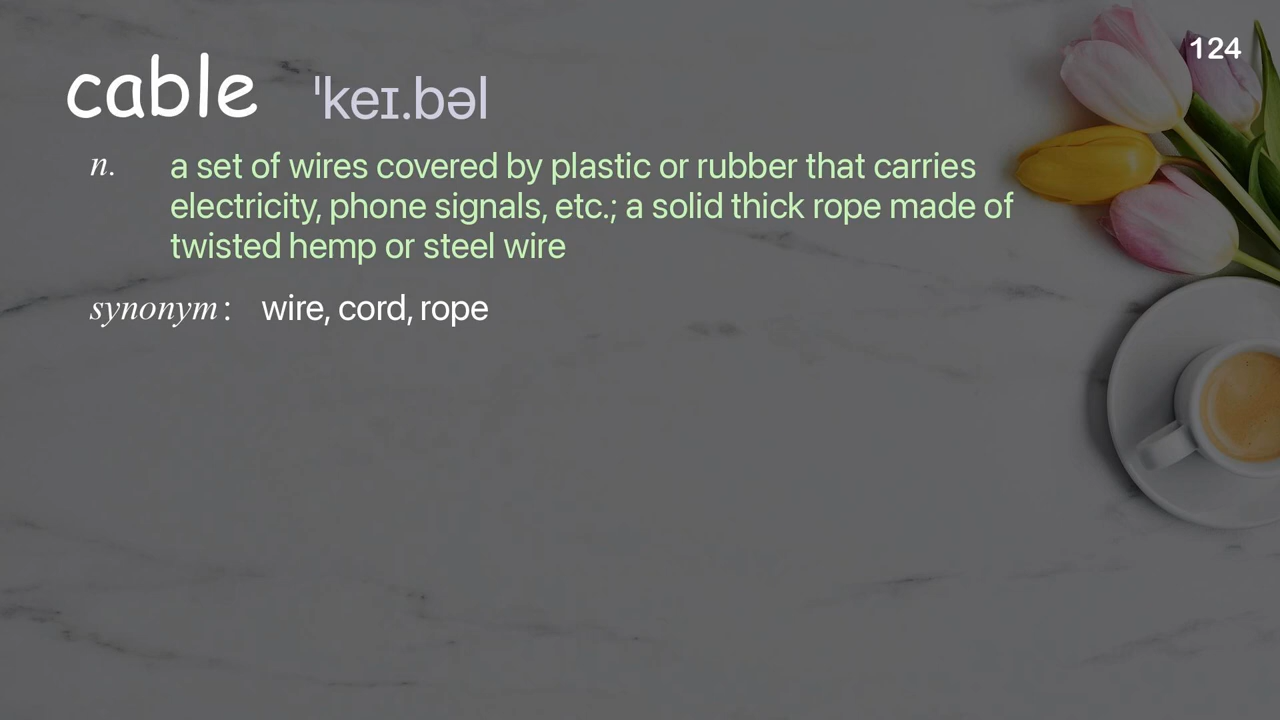 124
cable ˈkeɪ.bəl
n. a set of wires covered by plastic or rubber that carries
electricity, phone signals, etc.; a solid thick rope made of
twisted hemp or steel wire
synonym: wire, cord, rope